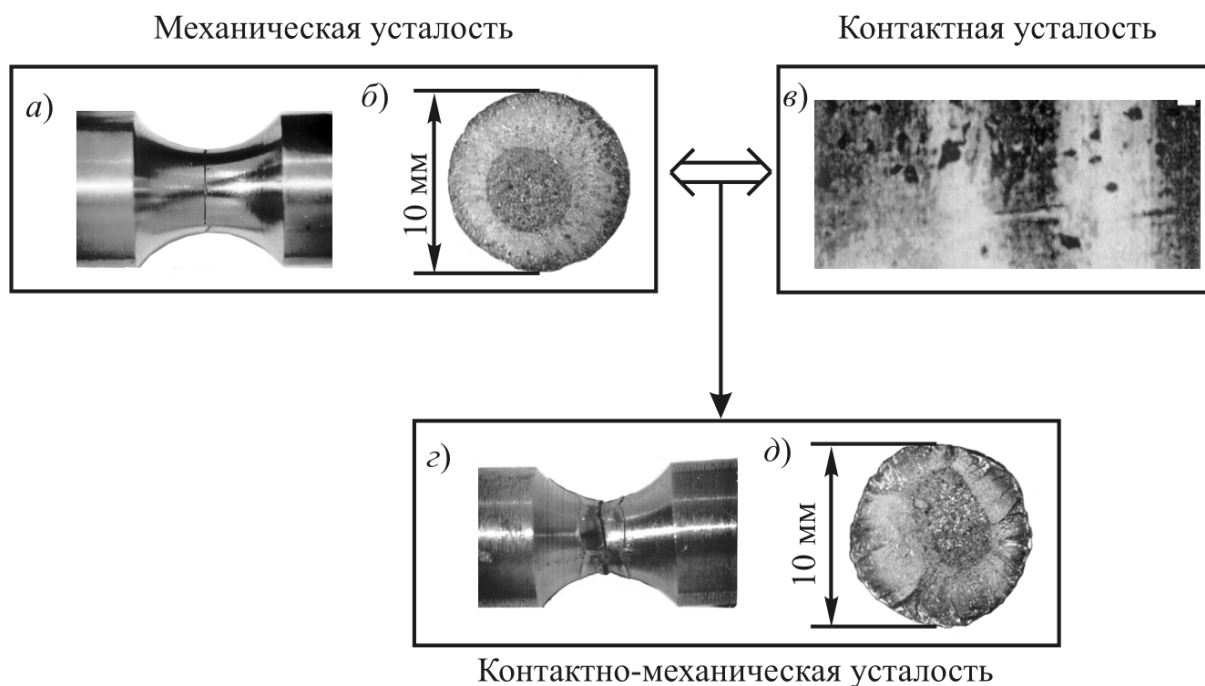 Механическая усталость
Контактная усталость
а)
б)
10 мм
в)
г)
д)
10 мм
Контактно-механическая усталость